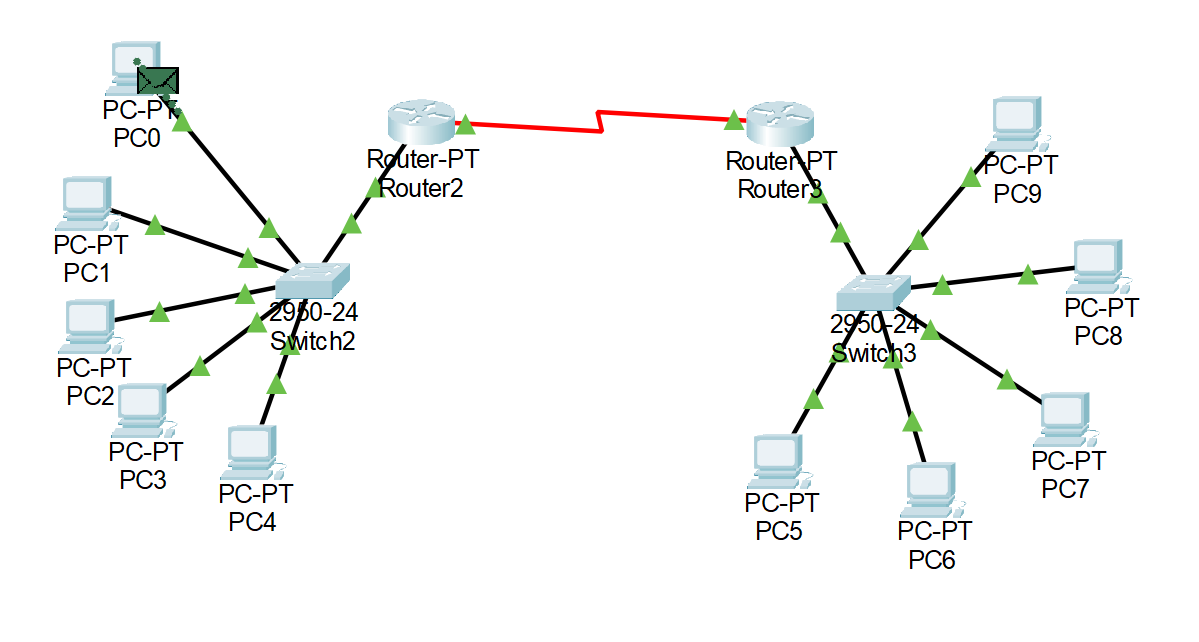 PC-PT
PC0
PC-PT
PC1
PC-PT
PC2
PC-PT
PC3
PC-PT
PC4
2950-24
Switch2
Router-PT
Router2
Router-PT
Router3
2950-24
Switch3
PC-PT
PC9
PC-PT
PC8
PC-PT
PC7
PC-PT
PC6
PC-PT
PC5